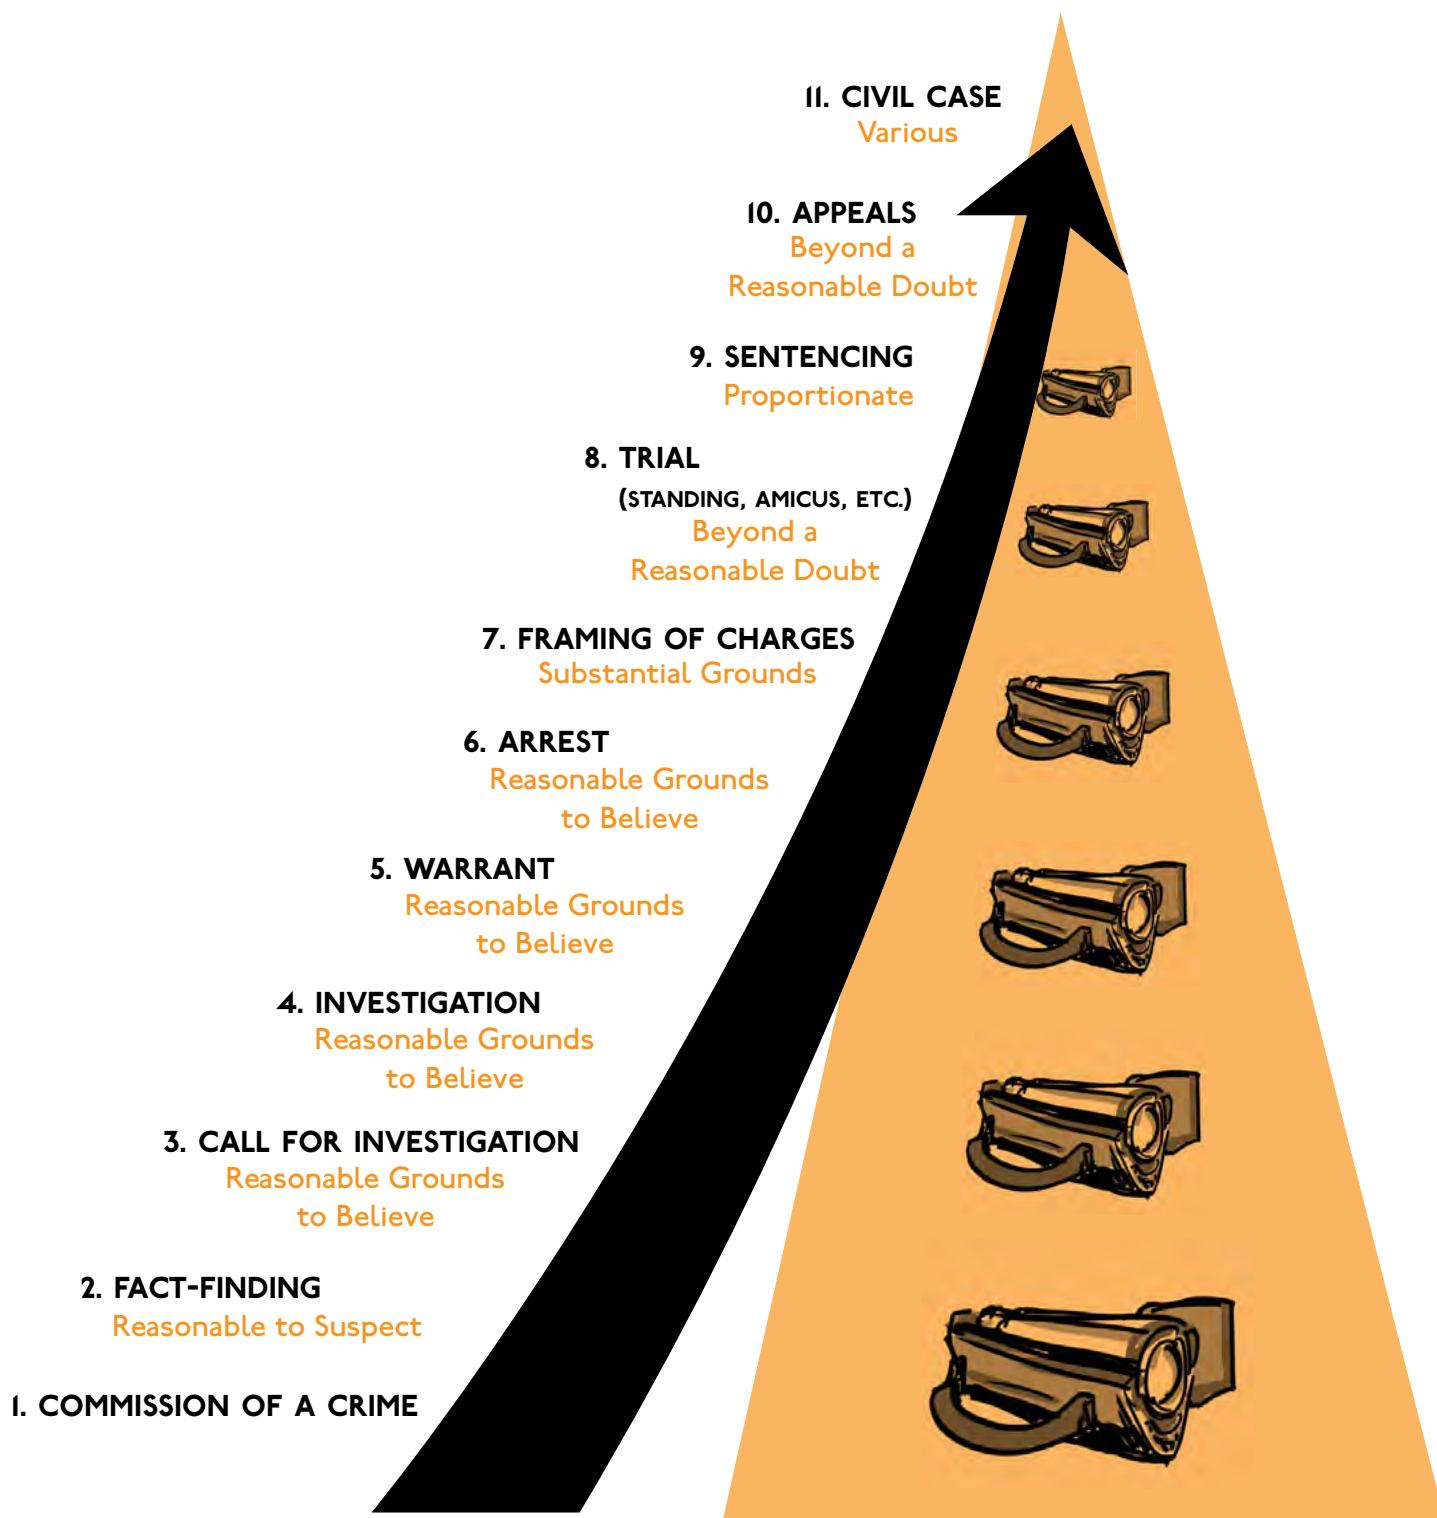 11. CIVIL CASE
Various
10. APPEALS
Beyond a
Reasonable Doubt
9. SENTENCING
Proportionate
8. TRIAL
(STANDING, AMICUS, ETC.)
Beyond a
Reasonable Doubt
7. FRAMING OF CHARGES
Substantial Grounds
6. ARREST
Reasonable Grounds
to Believe
5. WARRANT
Reasonable Grounds
to Believe
4. INVESTIGATION
Reasonable Grounds
to Believe
3. CALL FOR INVESTIGATION
Reasonable Grounds
to Believe
2. FACT-FINDING
Reasonable to Suspect
1. COMMISSION OF A CRIME